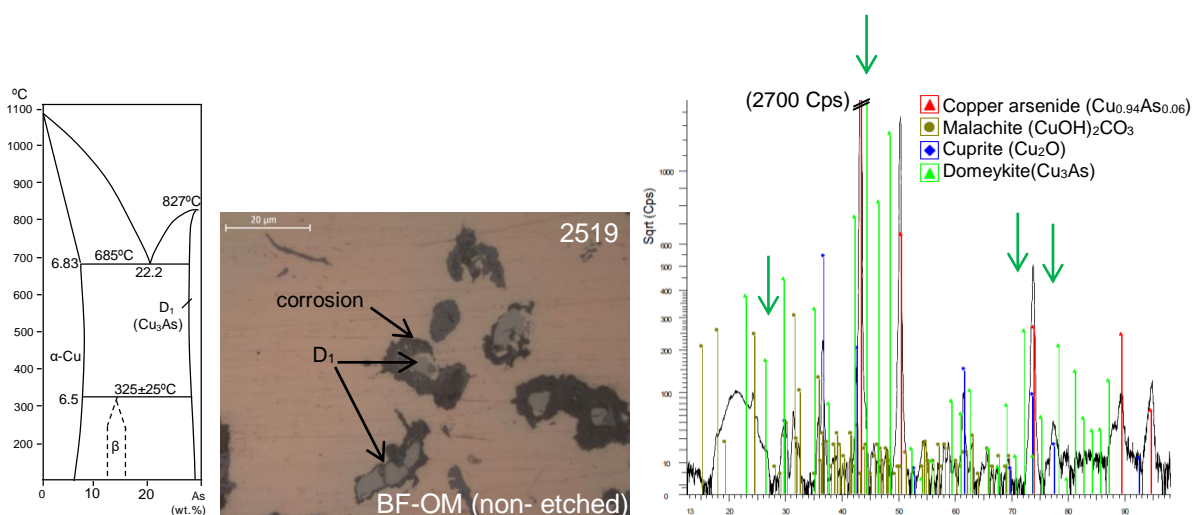 ºC
1100
1000
900
800
700
600
500
400
300
200
827ºC
685ºC
6.83
22.2
D₁
(Cu₃As)
α-Cu
325±25ºC
6.5
β
0 10 20 As
(wt.%)
20 µm
2519
corrosion
D₁
BF-OM (non- etched)
(2700 Cps)
Copper arsenide (Cu₀.₉₄As₀.₀₆)
Malachite (CuOH)₂CO₃
Cuprite (Cu₂O)
Domeykite(Cu₃As)
Sqrt (Cps)
1000
600
500
400
300
200
100
10
0
13 20 30 40 50 60 70 80 90